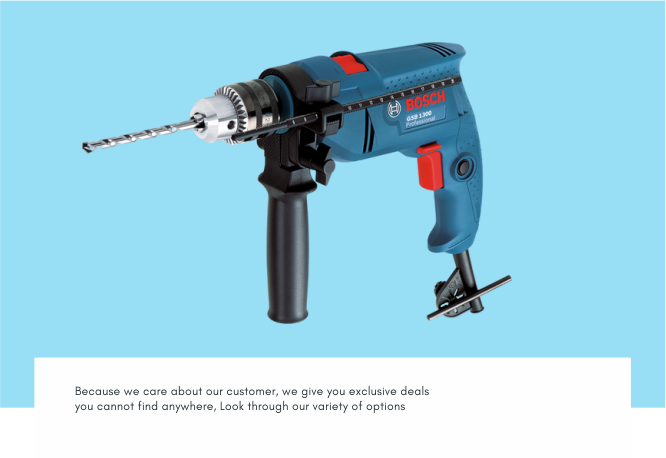 BOSCH
GSB 1300
Professional
Because we care about our customer, we give you exclusive deals
you cannot find anywhere, Look through our variety of options